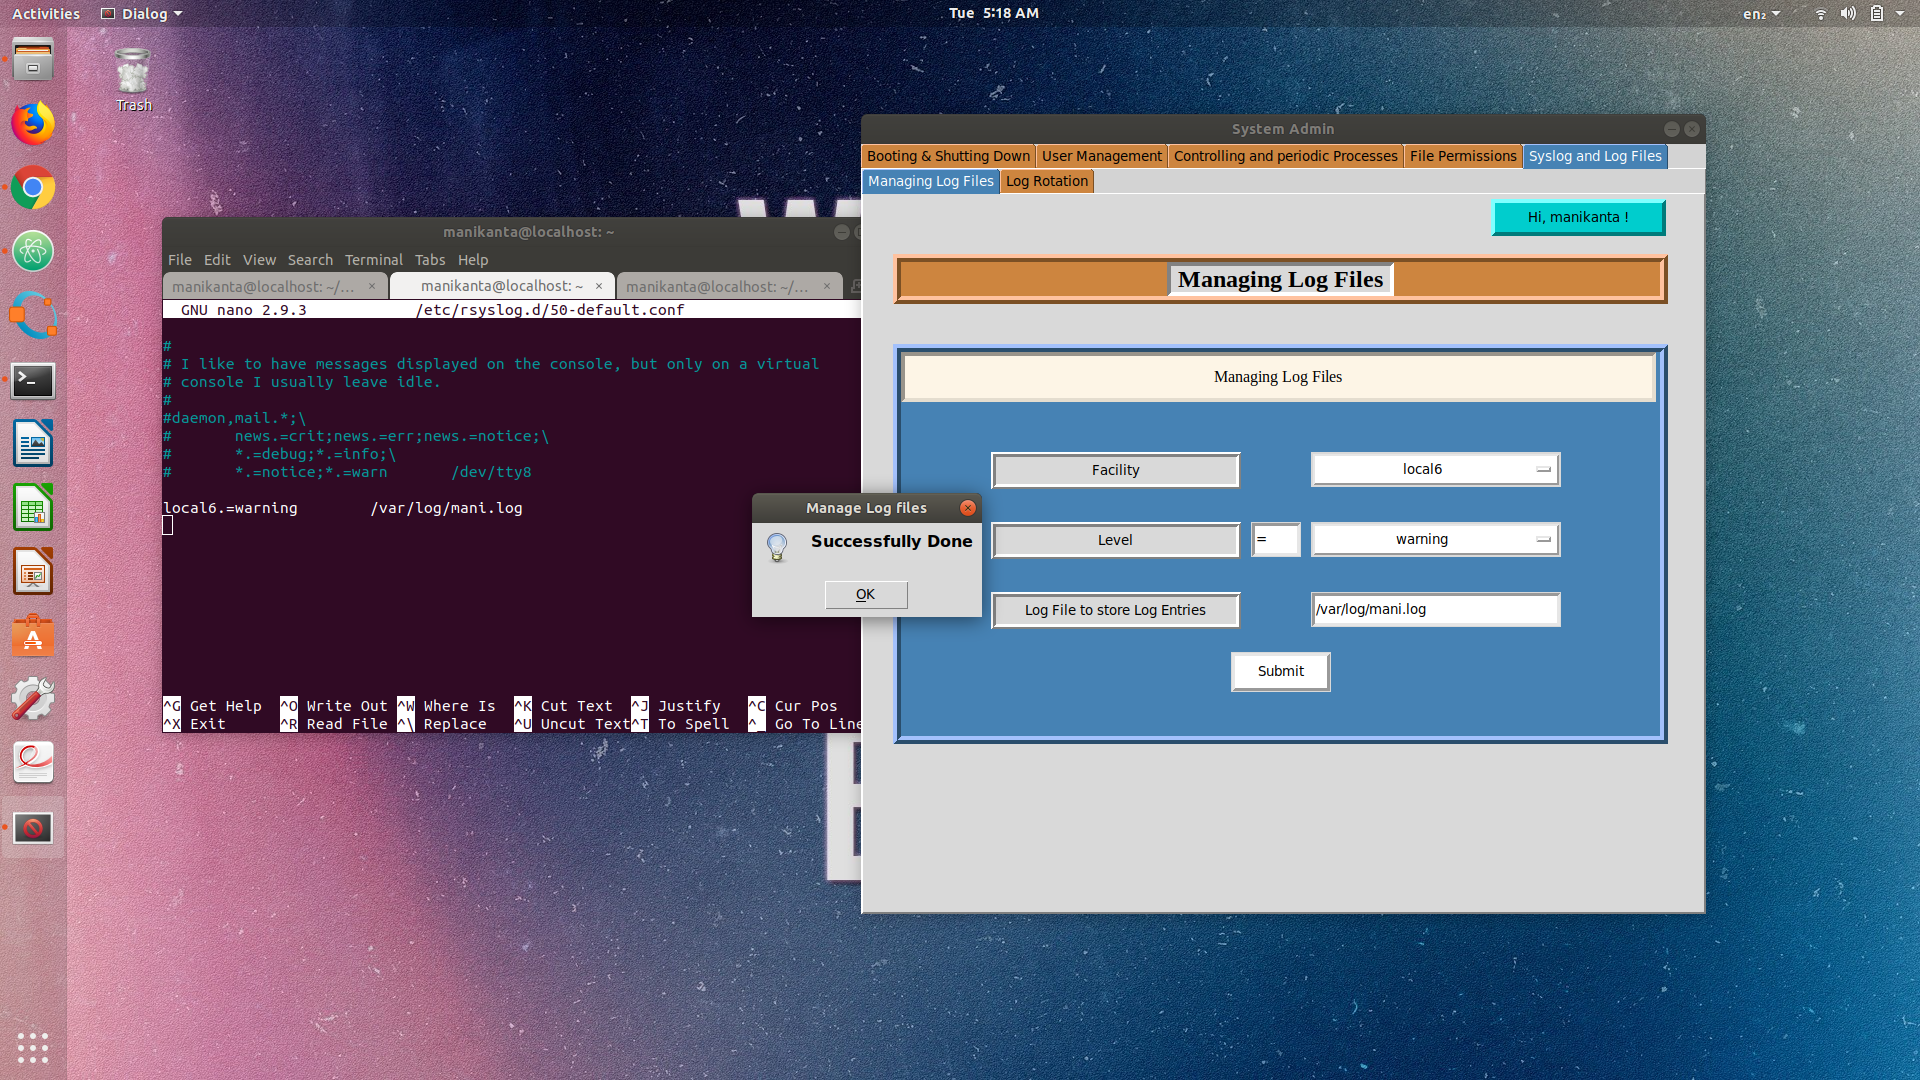 Activities
Dialog
Tue 5:18 AM
en₂
Trash
manikanta@localhost: ~
File Edit View Search Terminal Tabs Help
manikanta@localhost: ~/... ×
manikanta@localhost: ~ ×
manikanta@localhost: ~/... ×
GNU nano 2.9.3 /etc/rsyslog.d/50-default.conf
#
# I like to have messages displayed on the console, but only on a virtual
# console I usually leave idle.
#
#daemon,mail.*;\
# news.=crit;news.=err;news.=notice;\
# *.=debug;*.=info;\
# *.=notice;*.=warn /dev/tty8
local6.=warning /var/log/mani.log
^G Get Help ^O Write Out ^W Where Is ^K Cut Text ^J Justify ^C Cur Pos
^X Exit ^R Read File ^\ Replace ^U Uncut Text ^T To Spell ^_ Go To Line
Manage Log files
Successfully Done
OK
System Admin
Booting & Shutting Down User Management Controlling and periodic Processes File Permissions Syslog and Log Files
Managing Log Files Log Rotation
Hi, manikanta !
Managing Log Files
Managing Log Files
Facility local6
Level = warning
Log File to store Log Entries /var/log/mani.log
Submit